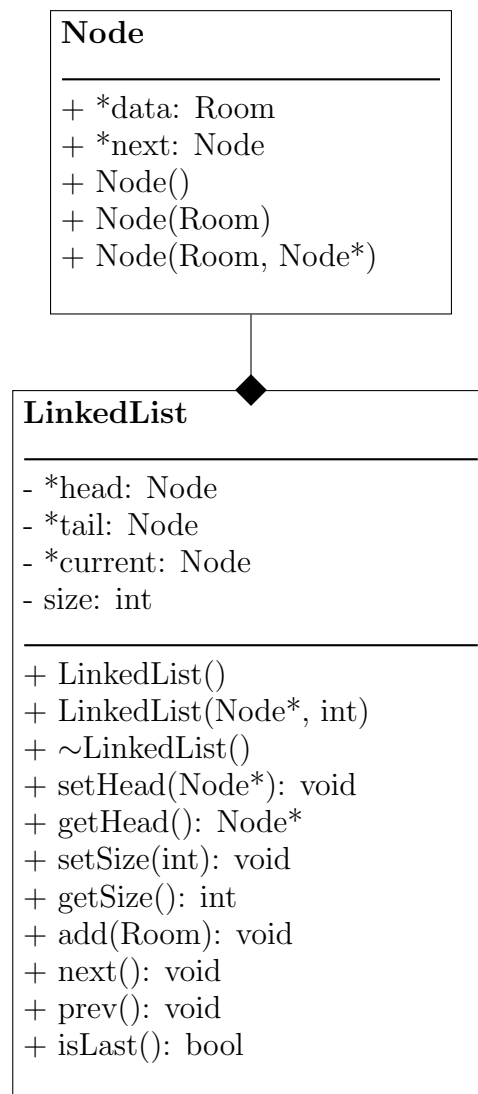 Node
+ *data: Room
+ *next: Node
+ Node()
+ Node(Room)
+ Node(Room, Node*)
LinkedList
- *head: Node
- *tail: Node
- *current: Node
- size: int
+ LinkedList()
+ LinkedList(Node*, int)
+ ∼LinkedList()
+ setHead(Node*): void
+ getHead(): Node*
+ setSize(int): void
+ getSize(): int
+ add(Room): void
+ next(): void
+ prev(): void
+ isLast(): bool